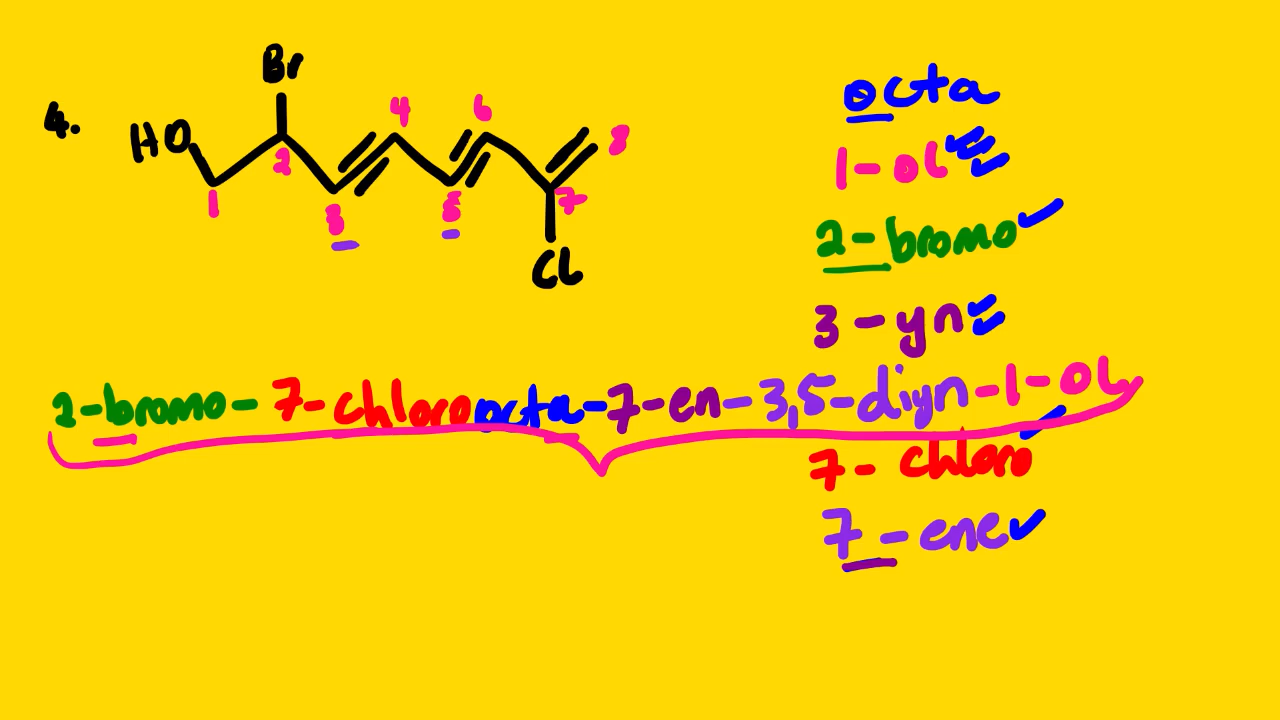 Br
4.
HO
4
6
8
2
1
3
5
7
Cl
octa
1-ol
2-bromo
3-yn
2-bromo-7-chloroocta-7-en-3,5-diyn-1-ol
7-chloro
7-ene